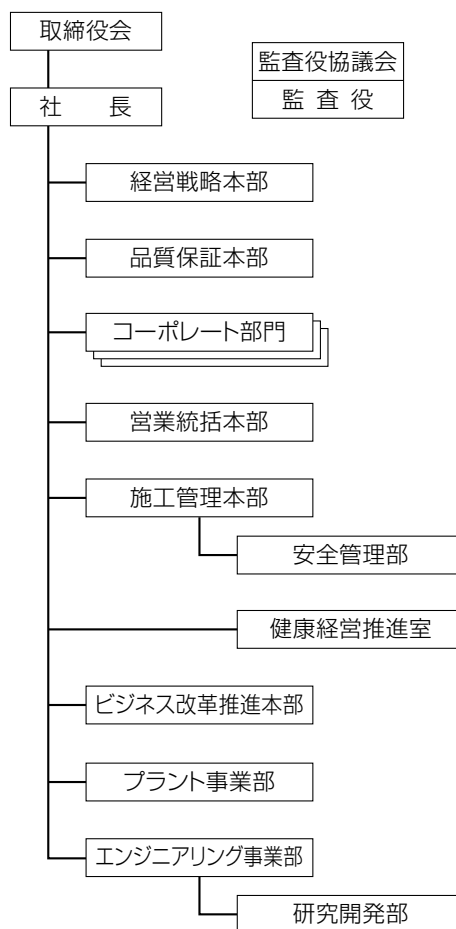 取締役会
監査役協議会
監査役
社長
経営戦略本部
品質保証本部
コーポレート部門
営業統括本部
施工管理本部
安全管理部
健康経営推進室
ビジネス改革推進本部
プラント事業部
エンジニアリング事業部
研究開発部